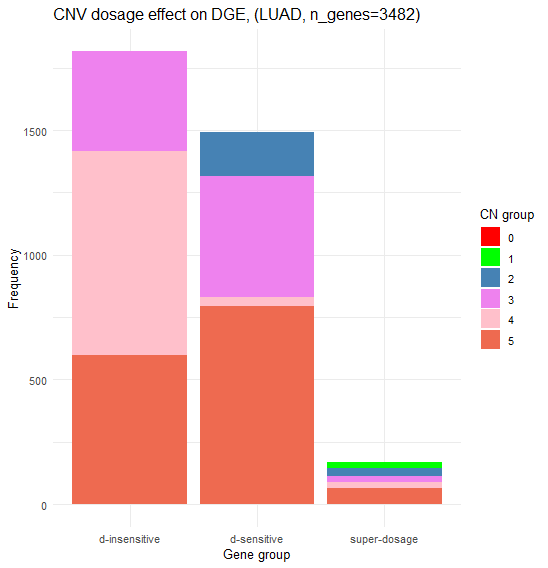 CNV dosage effect on DGE, (LUAD, n_genes=3482)
Frequency
1500
1000
500
0
d-insensitive
d-sensitive
super-dosage
Gene group
CN group
0
1
2
3
4
5